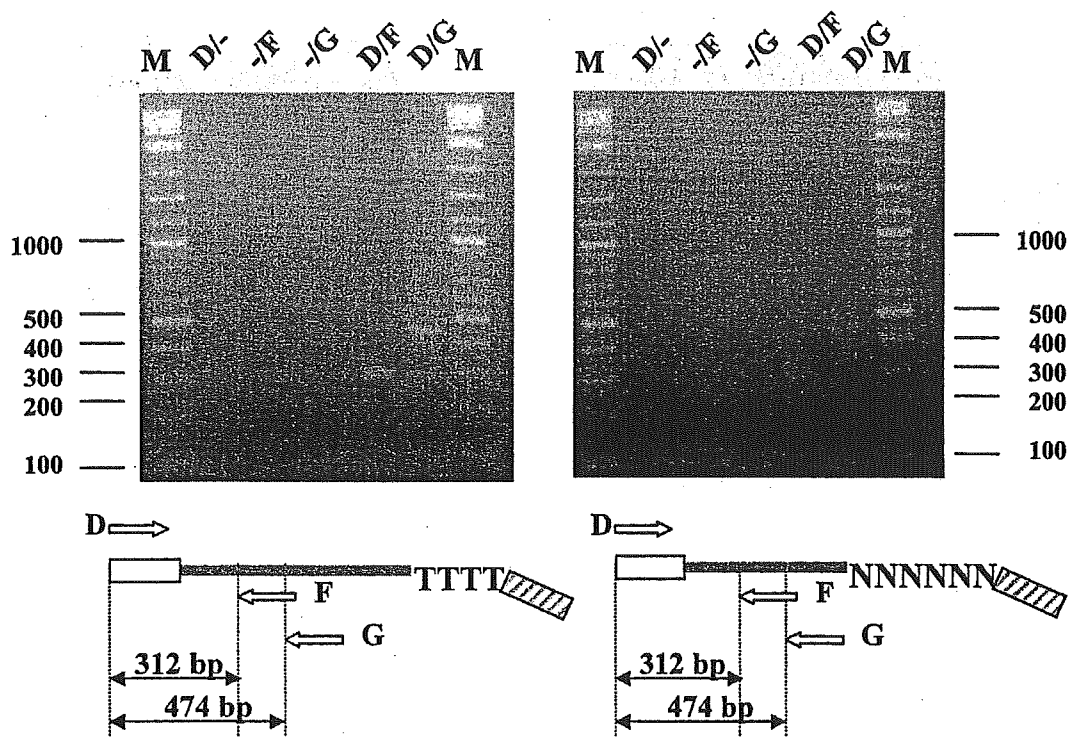 M D/- -/F -/G D/F D/G M
M D/- -/F -/G D/F D/G M
1000
500
400
300
200
100
1000
500
400
300
200
100
D
TTTT
F
G
312 bp
474 bp
D
NNNNNN
F
G
312 bp
474 bp